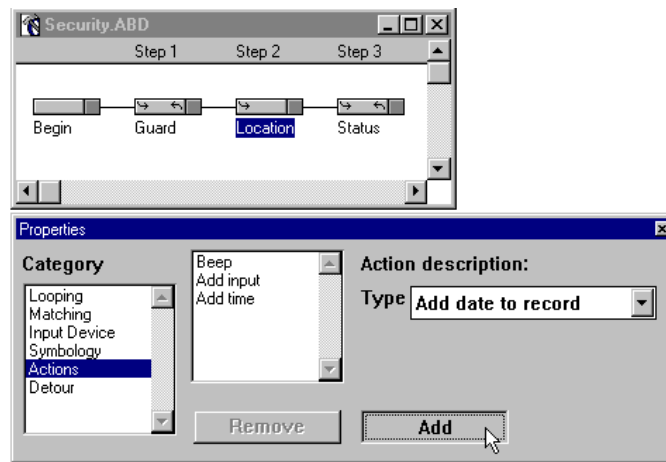 Security.ABD
Step 1 Step 2 Step 3
Begin Guard Location Status
Properties
Category
Looping
Matching
Input Device
Symbology
Actions
Detour
Beep
Add input
Add time
Action description:
Type Add date to record
Remove Add